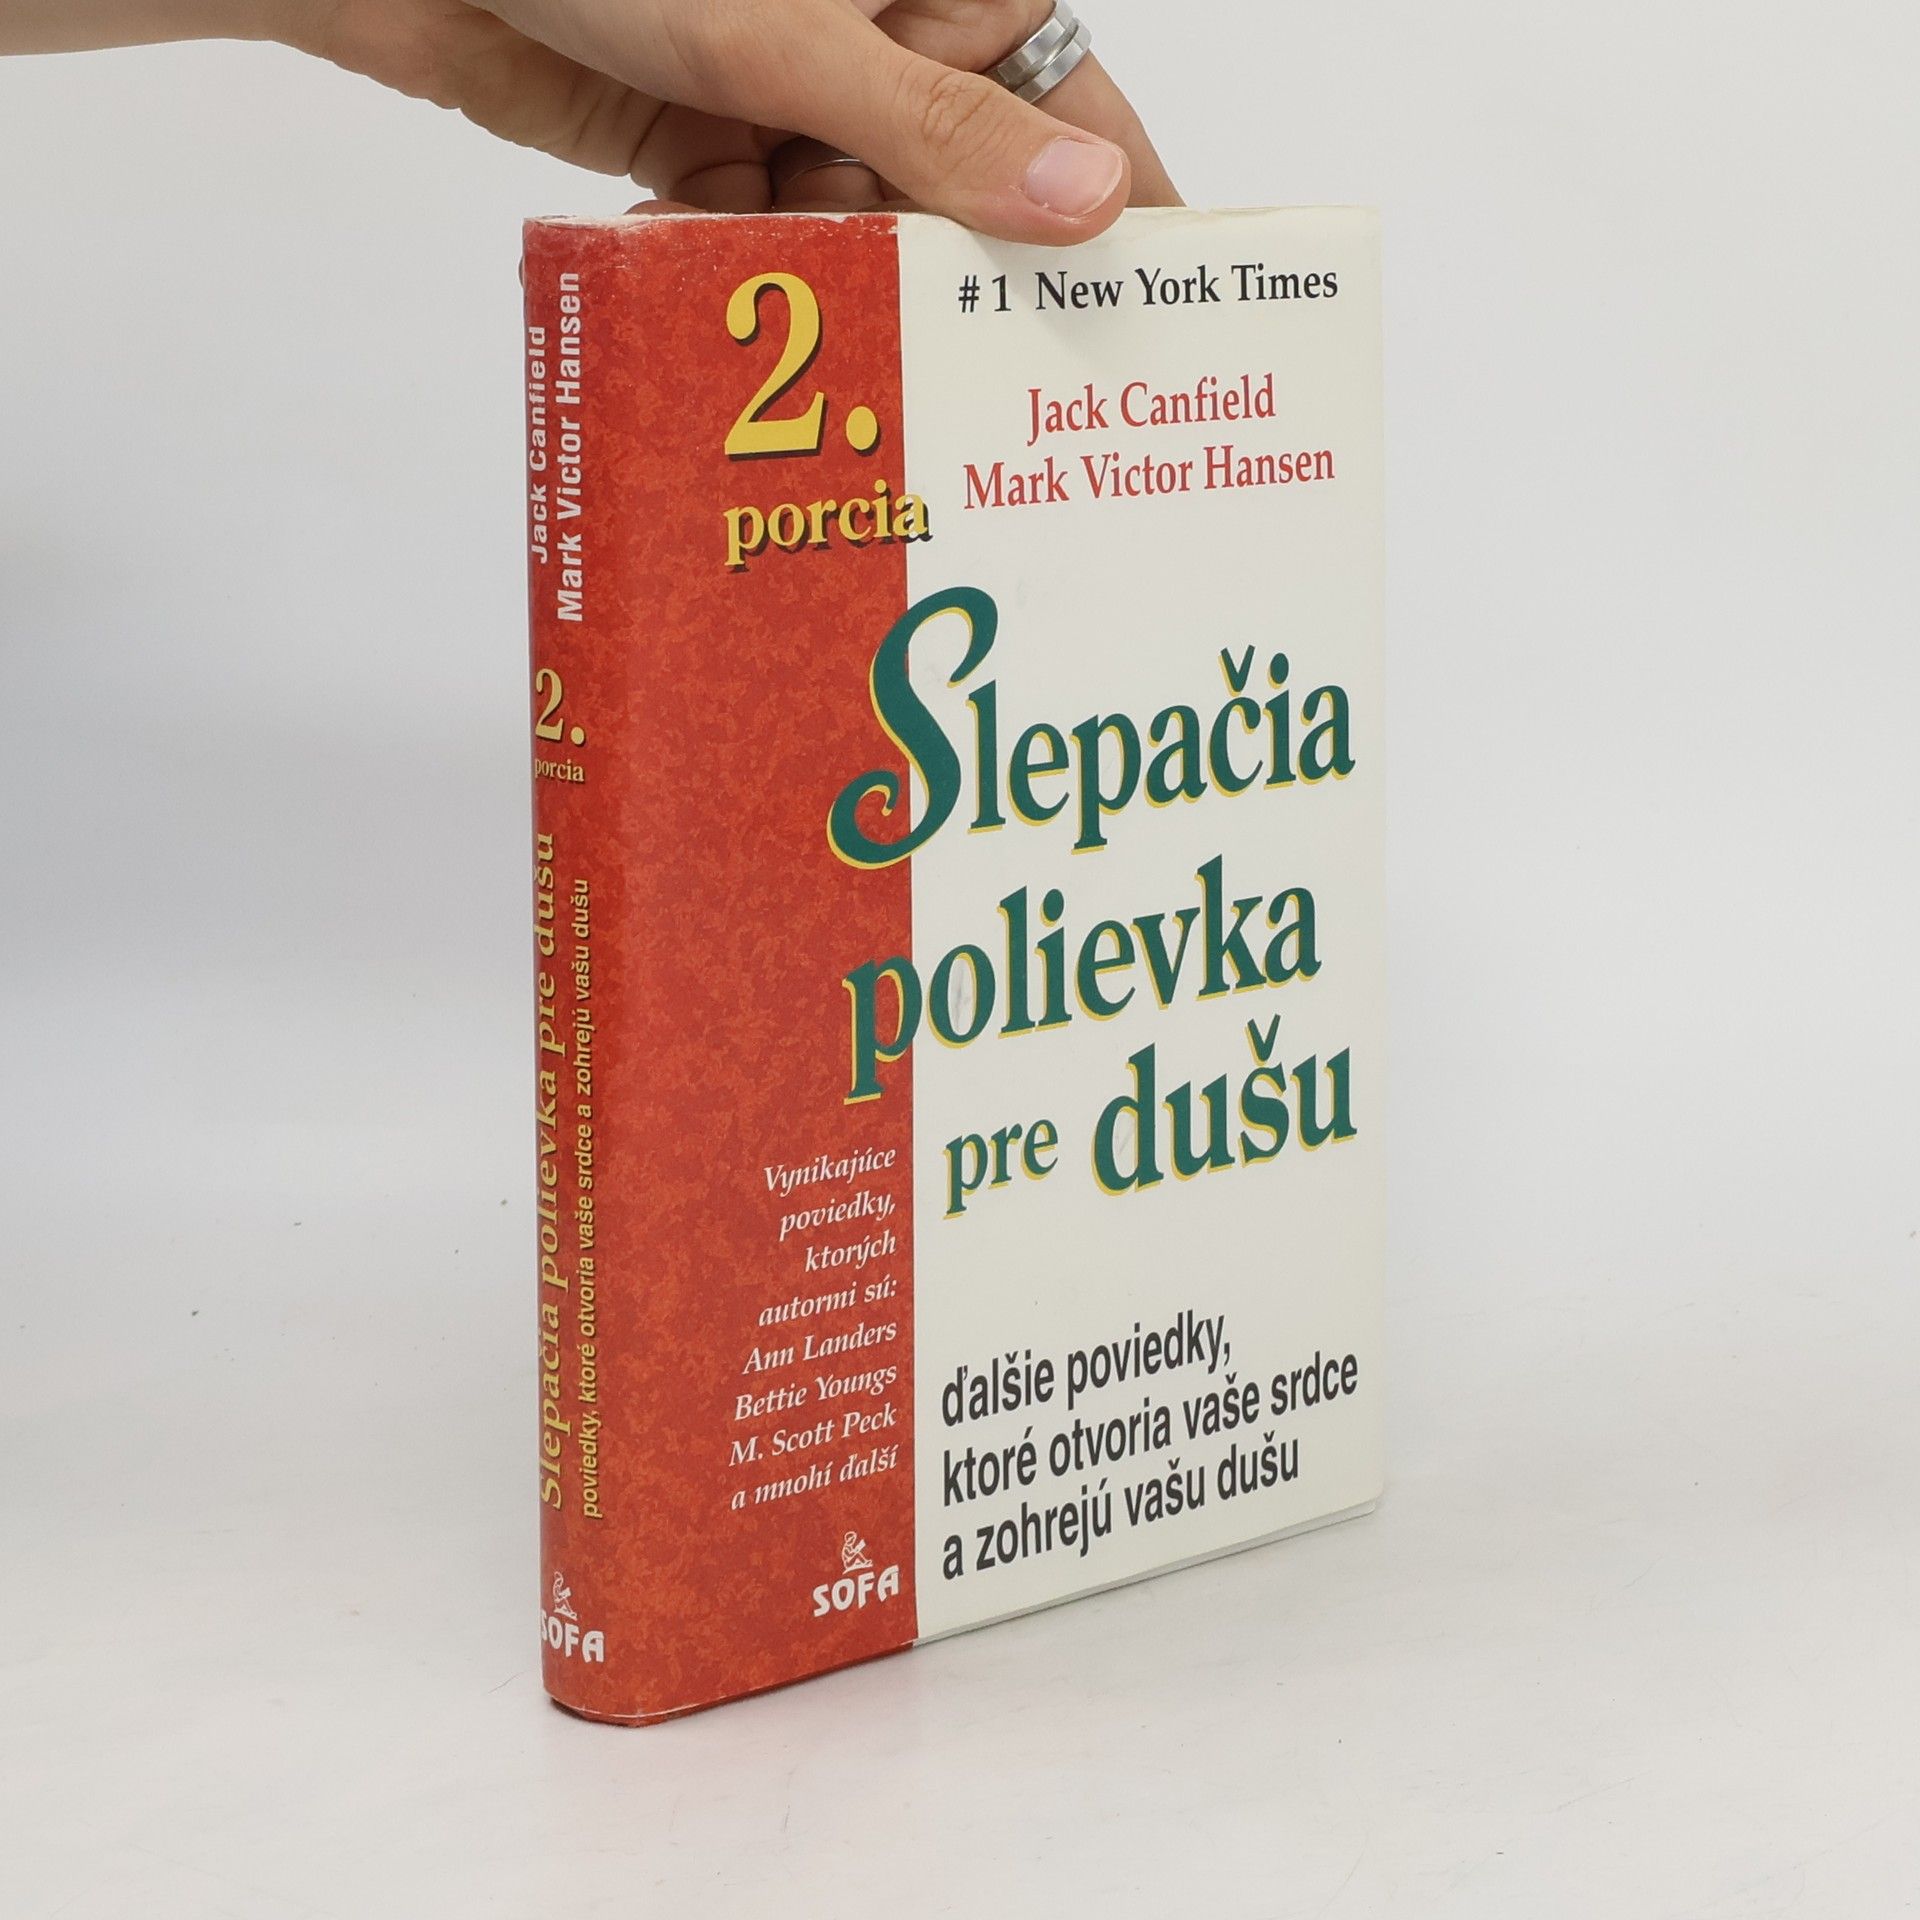 Jack Canfield
Mark Victor Hansen
2.
porcia
Slepačia polievka pre dušu
poviedky, ktoré otvoria vaše srdce a zohrejú vašu dušu
SOFA
2.
porcia
# 1 New York Times
Jack Canfield
Mark Victor Hansen
Slepačia
polievka
pre dušu
Vynikajúce
poviedky,
ktorých
autormi sú:
Ann Landers
Bettie Youngs
M. Scott Peck
a mnohí ďalší
SOFA
ďalšie poviedky,
ktoré otvoria vaše srdce
a zohrejú vašu dušu